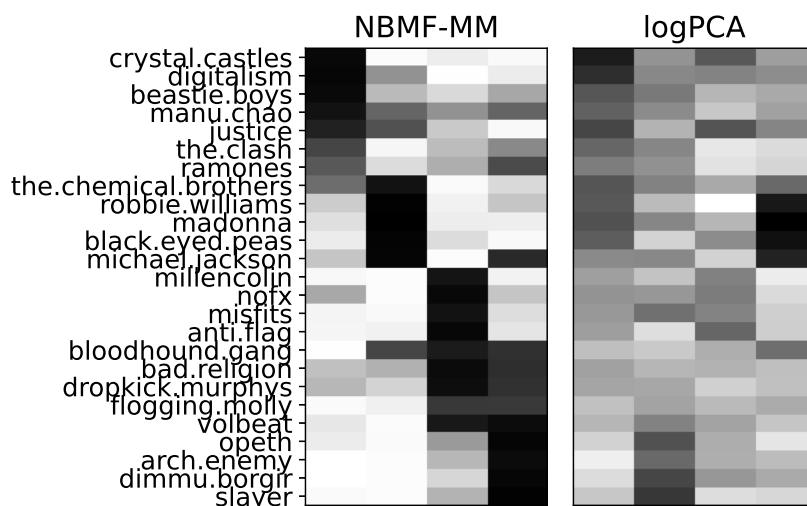 NBMF-MM logPCA
crystal.castles
digitalism
beastie.boys
manu.chao
justice
the.clash
ramones
the.chemical.brothers
robbie.williams
madonna
black.eyed.peas
michael.jackson
millencolin
nofx
misfits
anti.flag
bloodhound.gang
bad.religion
dropkick.murphys
flogging.molly
volbeat
opeth
arch.enemy
dimmu.borgir
slayer